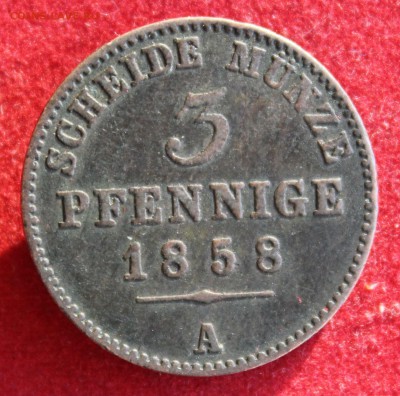 SCHEIDE MÜNZE
3
PFENNIGE
1858
A